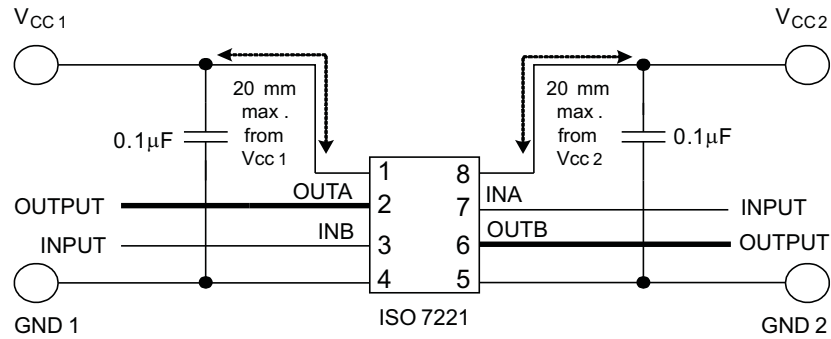 VCC 1
VCC 2
20 mm
max .
from
Vcc 1
20 mm
max .
from
Vcc 2
0.1μF
0.1μF
OUTPUT
OUTA
1
8
INA
INPUT
2
7
INPUT
INB
3
6
OUTB
OUTPUT
4
5
GND 1
ISO 7221
GND 2